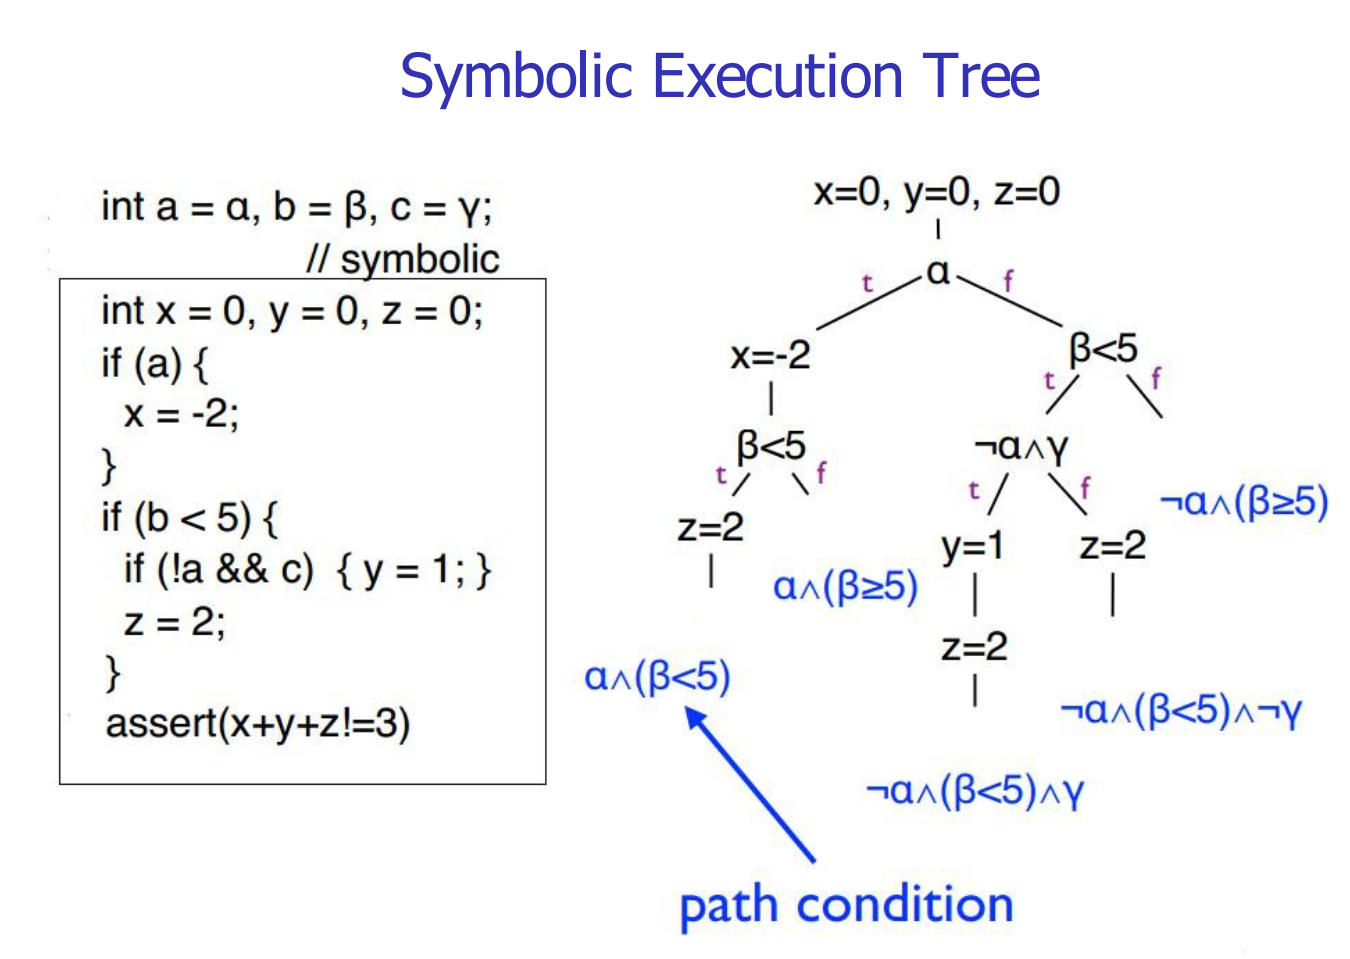 Symbolic Execution Tree
int a = α, b = β, c = γ;
// symbolic
int x = 0, y = 0, z = 0;
if (a) {
x = -2;
}
if (b < 5) {
if (!a && c) { y = 1; }
z = 2;
}
assert(x+y+z!=3)
x=0, y=0, z=0
t α f
x=-2
β<5
t f
β<5
t f
z=2
α∧(β≥5)
α∧(β<5)
¬α∧γ
t f
¬α∧(β≥5)
y=1
z=2
z=2
¬α∧(β<5)∧¬γ
¬α∧(β<5)∧γ
path condition